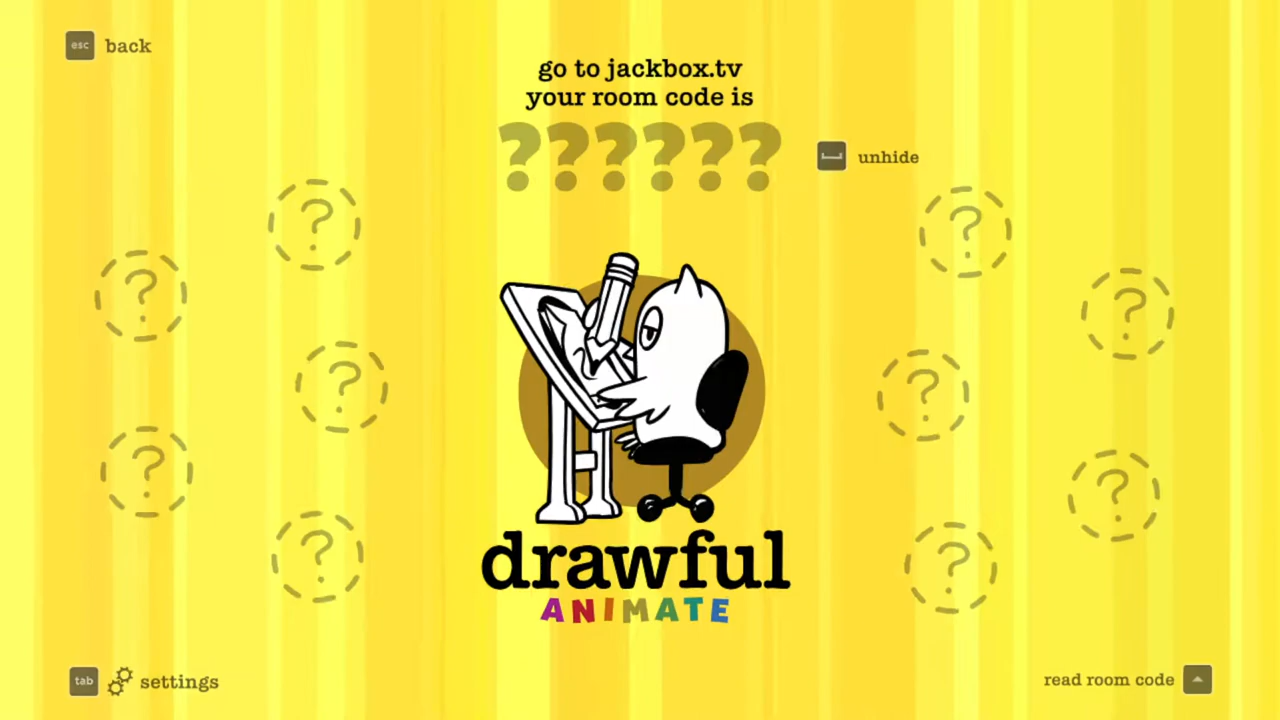 esc back
go to jackbox.tv
your room code is
??????
unhide
?
?
?
?
?
?
?
?
?
?
drawful
ANIMATE
tab settings
read room code